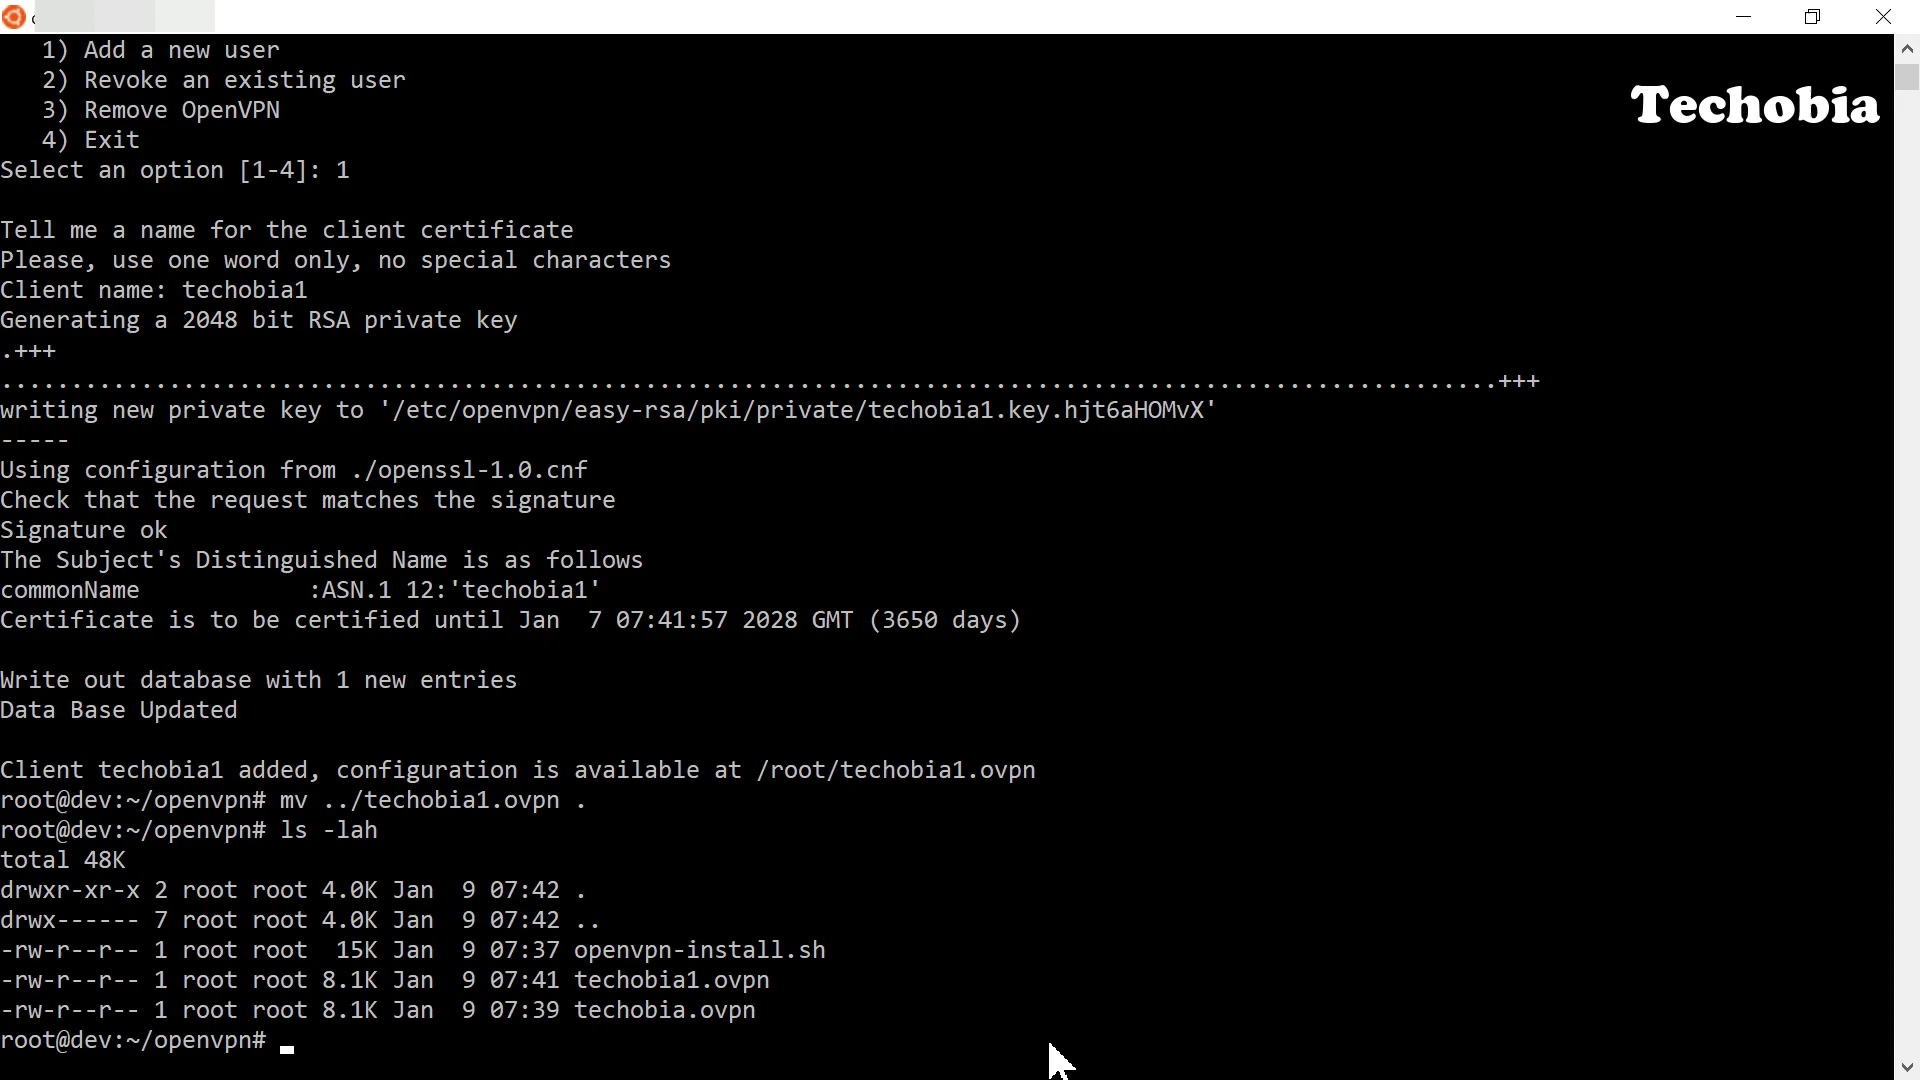 1) Add a new user
2) Revoke an existing user
3) Remove OpenVPN
Techobia
4) Exit
Select an option [1-4]: 1
Tell me a name for the client certificate
Please, use one word only, no special characters
Client name: techobia1
Generating a 2048 bit RSA private key
.+++
...........................................................................................................+++
writing new private key to '/etc/openvpn/easy-rsa/pki/private/techobia1.key.hjt6aHOMvX'
-----
Using configuration from ./openssl-1.0.cnf
Check that the request matches the signature
Signature ok
The Subject's Distinguished Name is as follows
commonName            :ASN.1 12:'techobia1'
Certificate is to be certified until Jan  7 07:41:57 2028 GMT (3650 days)
Write out database with 1 new entries
Data Base Updated
Client techobia1 added, configuration is available at /root/techobia1.ovpn
root@dev:~/openvpn# mv ../techobia1.ovpn .
root@dev:~/openvpn# ls -lah
total 48K
drwxr-xr-x 2 root root 4.0K Jan  9 07:42 .
drwx------ 7 root root 4.0K Jan  9 07:42 ..
-rw-r--r-- 1 root root  15K Jan  9 07:37 openvpn-install.sh
-rw-r--r-- 1 root root 8.1K Jan  9 07:41 techobia1.ovpn
-rw-r--r-- 1 root root 8.1K Jan  9 07:39 techobia.ovpn
root@dev:~/openvpn#